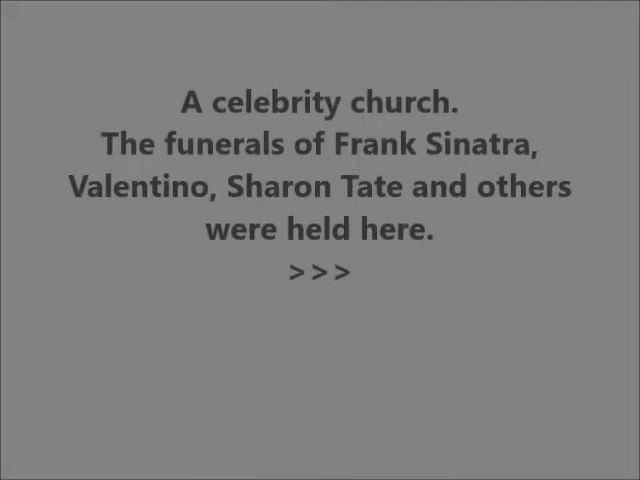 A celebrity church.
The funerals of Frank Sinatra,
Valentino, Sharon Tate and others
were held here.
>>>